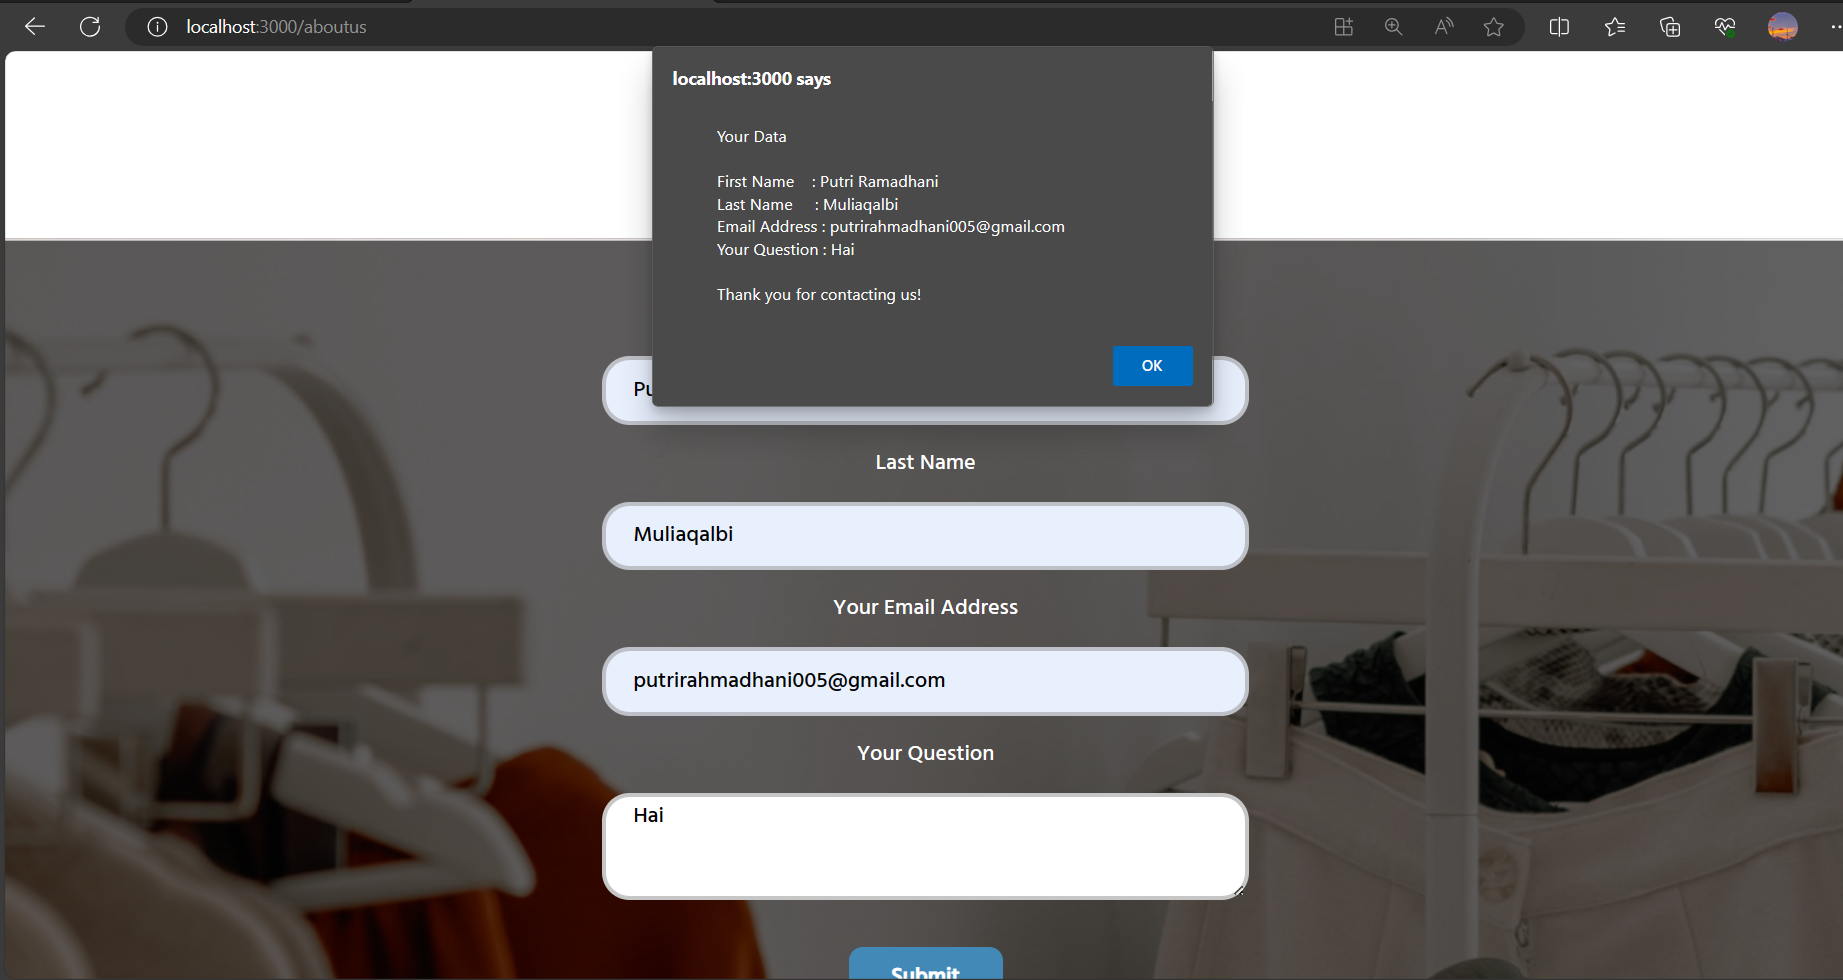 localhost:3000/aboutus
localhost:3000 says
Your Data
First Name : Putri Ramadhani
Last Name : Muliaqalbi
Email Address : putrirahmadhani005@gmail.com
Your Question : Hai
Thank you for contacting us!
OK
Pu
Last Name
Muliaqalbi
Your Email Address
putrirahmadhani005@gmail.com
Your Question
Hai
Submit